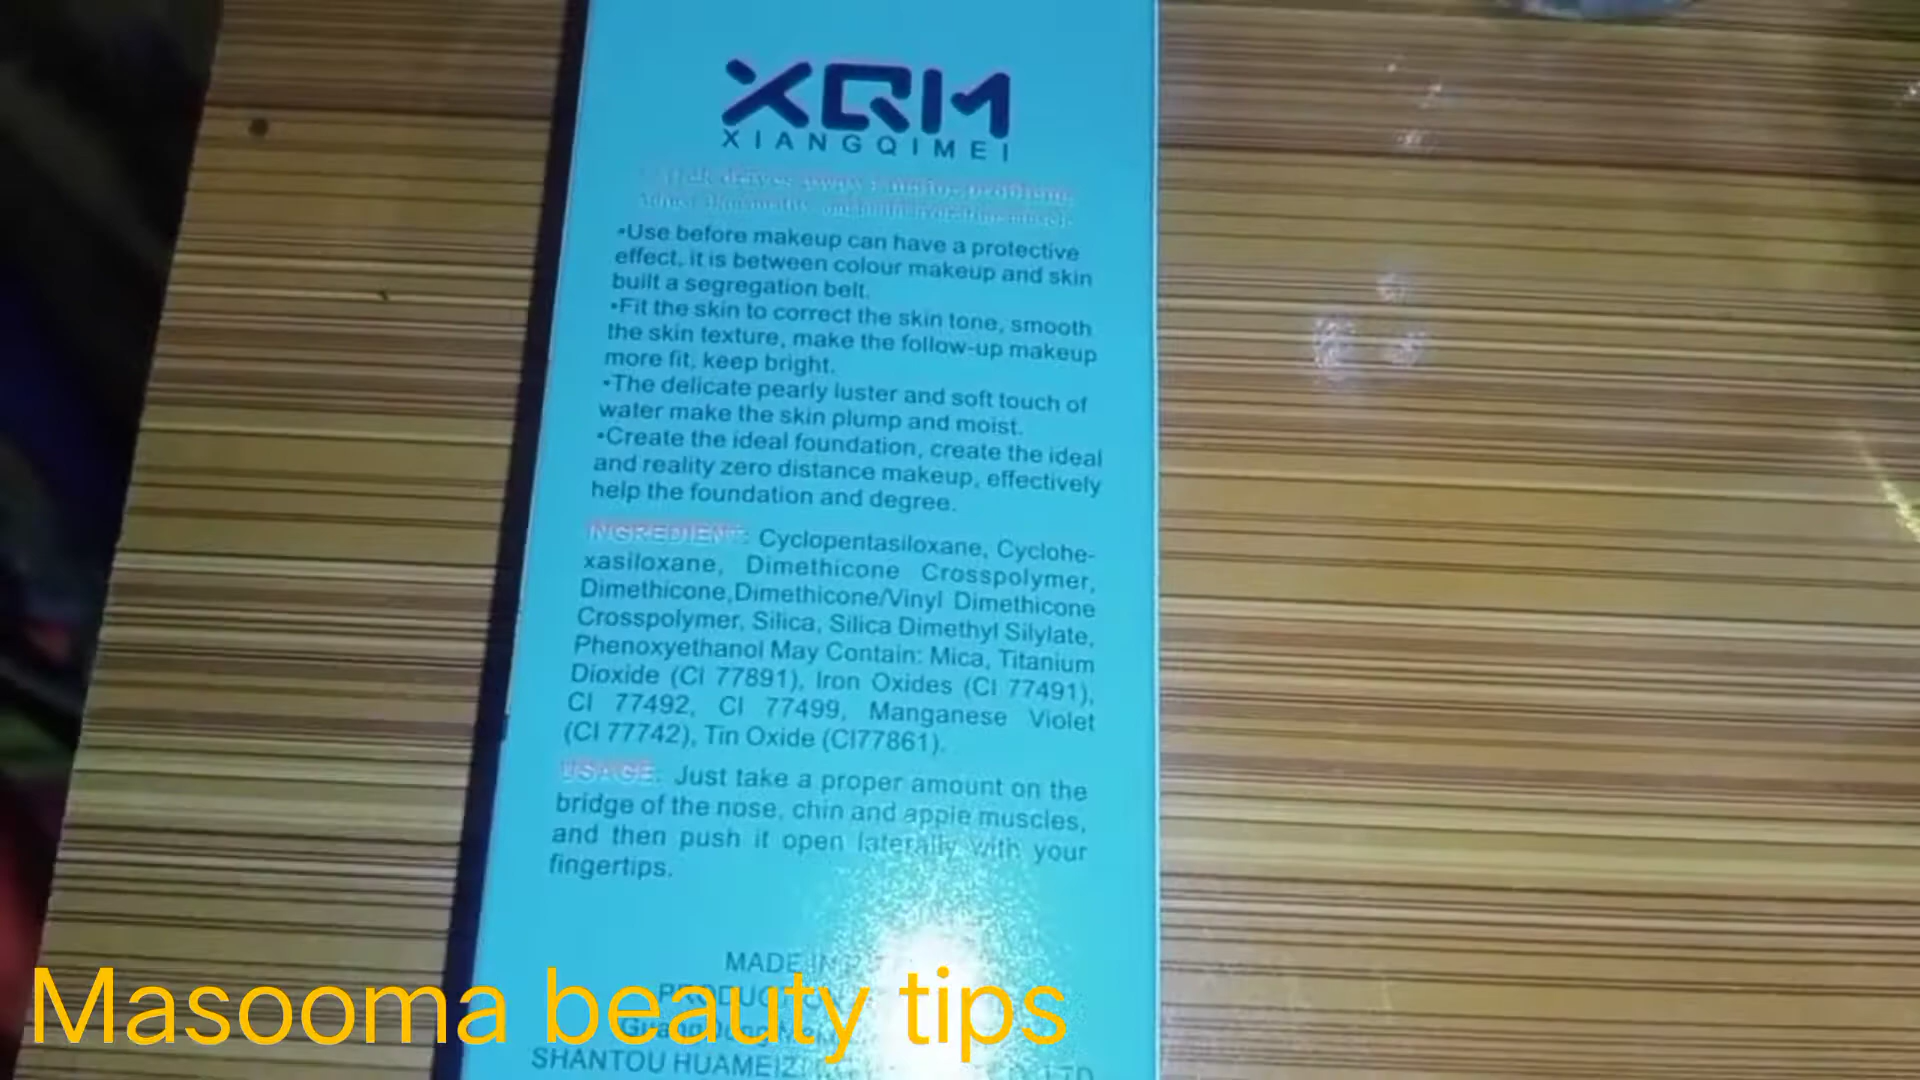 XQM
XIANGQIMEI
•Use before makeup can have a protective
effect, it is between colour makeup and skin
built a segregation belt.
•Fit the skin to correct the skin tone, smooth
the skin texture, make the follow-up makeup
more fit, keep bright.
•The delicate pearly luster and soft touch of
water make the skin plump and moist.
•Create the ideal foundation, create the ideal
and reality zero distance makeup, effectively
help the foundation and degree.
INGREDIENT: Cyclopentasiloxane, Cyclohe-
xasiloxane, Dimethicone Crosspolymer,
Dimethicone,Dimethicone/Vinyl Dimethicone
Crosspolymer, Silica, Silica Dimethyl Silylate,
Phenoxyethanol May Contain: Mica, Titanium
Dioxide (CI 77891), Iron Oxides (CI 77491),
CI 77492, CI 77499, Manganese Violet
(CI 77742), Tin Oxide (CI77861).
USAGE: Just take a proper amount on the
bridge of the nose, chin and apple muscles,
and then push it open laterally with your
fingertips.
MADE IN
Masooma beauty tips
SHANTOU